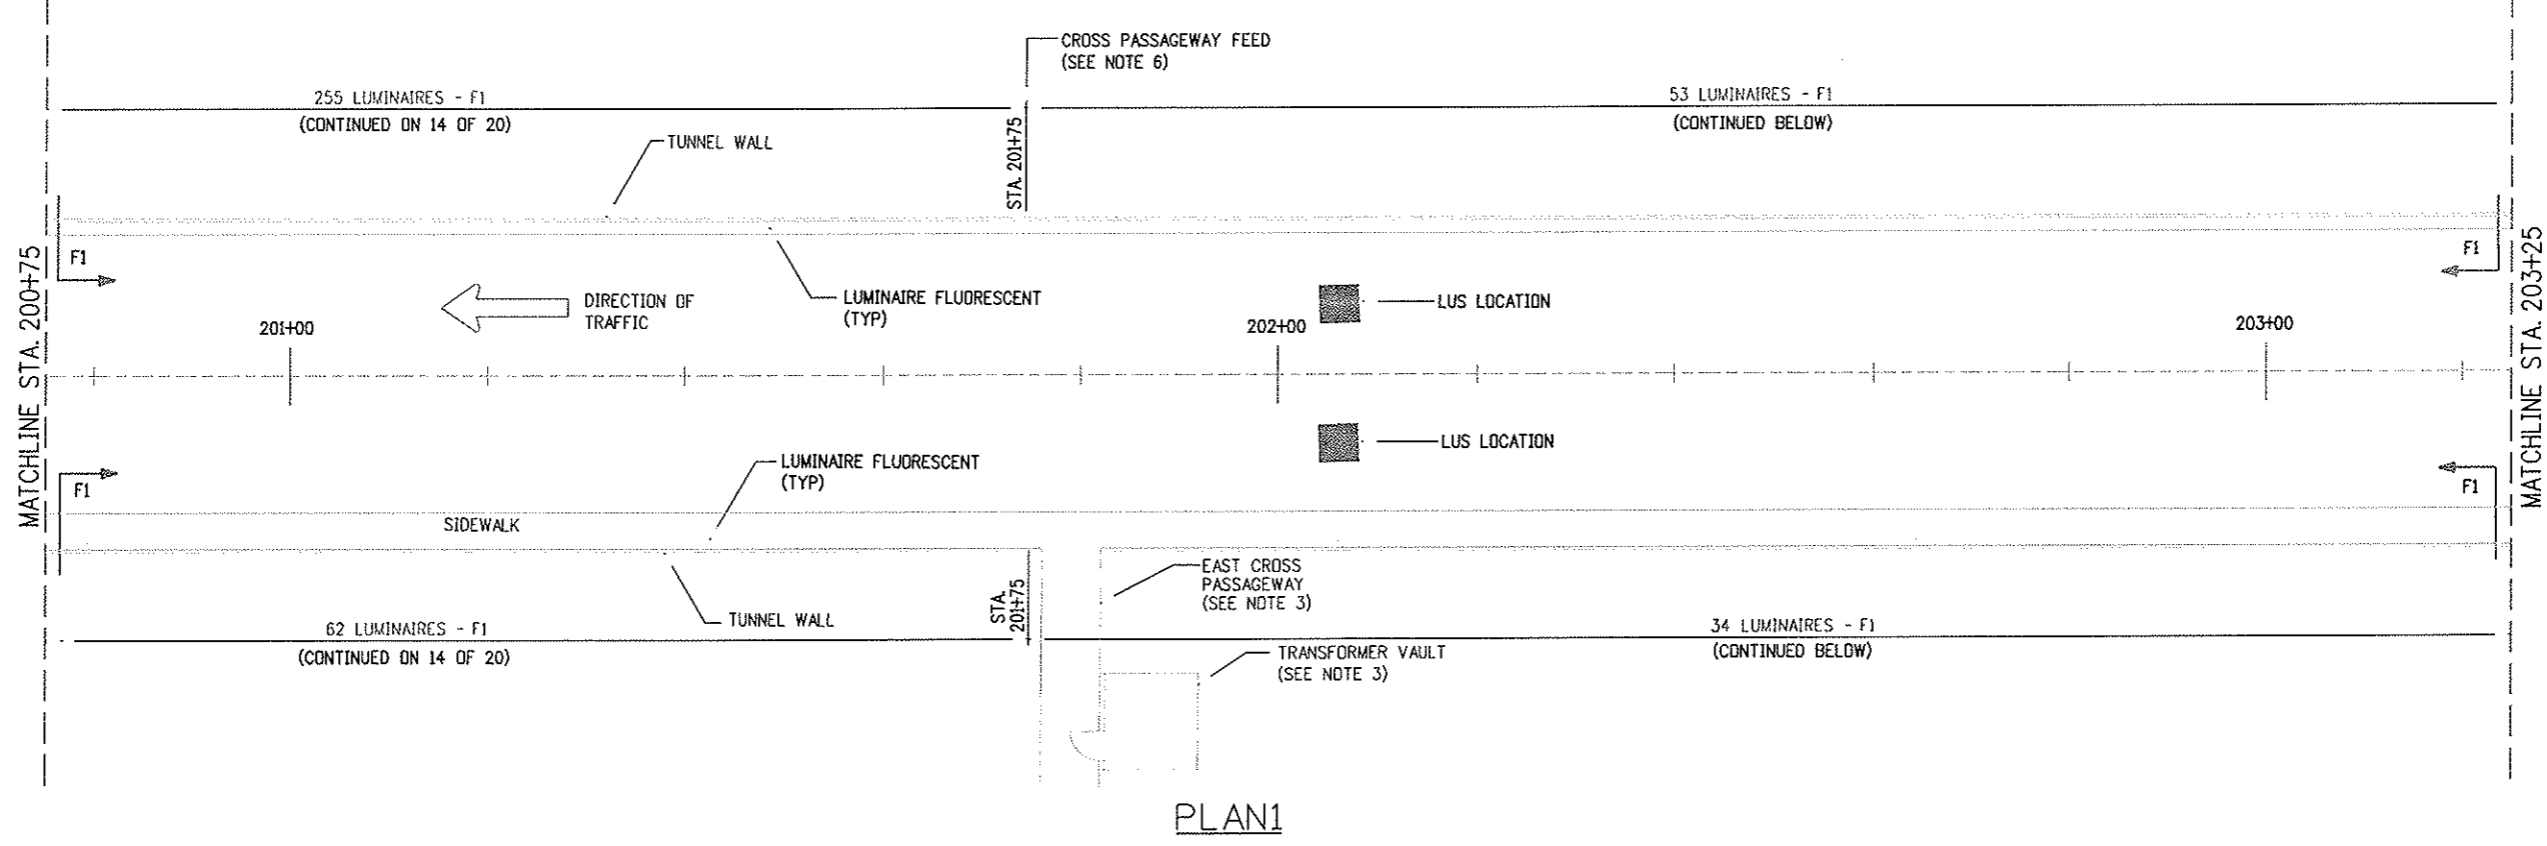 CROSS PASSAGEWAY FEED
(SEE NOTE 6)
255 LUMINAIRES - F1
(CONTINUED ON 14 OF 20)
53 LUMINAIRES - F1
(CONTINUED BELOW)
TUNNEL WALL
STA. 201+75
MATCHLINE STA. 200+75
MATCHLINE STA. 203+25
F1
F1
DIRECTION OF
TRAFFIC
LUMINAIRE FLUORESCENT
(TYP)
LUS LOCATION
201+00
202+00
203+00
LUS LOCATION
LUMINAIRE FLUORESCENT
(TYP)
F1
F1
SIDEWALK
EAST CROSS
PASSAGEWAY
(SEE NOTE 3)
STA.
201+75
TUNNEL WALL
62 LUMINAIRES - F1
(CONTINUED ON 14 OF 20)
34 LUMINAIRES - F1
(CONTINUED BELOW)
TRANSFORMER VAULT
(SEE NOTE 3)
PLAN1